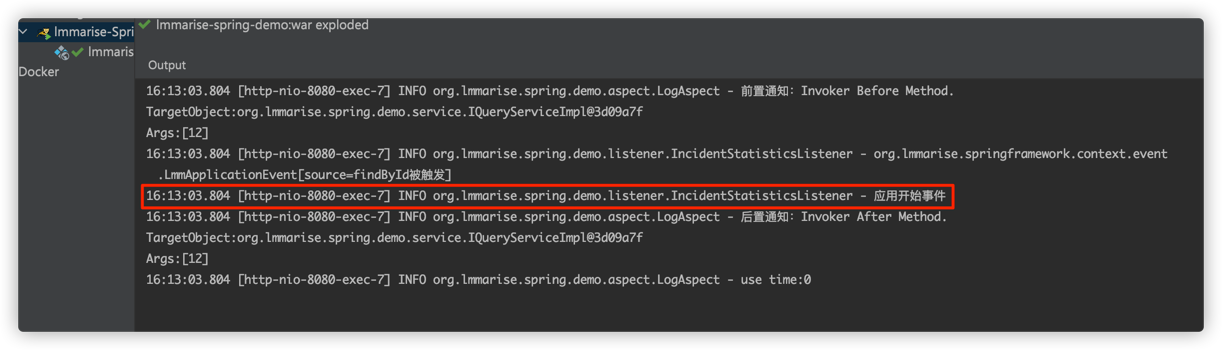 lmmarise-Spri
lmmaris
Docker
lmmarise-spring-demo:war exploded
Output
16:13:03.804 [http-nio-8080-exec-7] INFO org.lmmarise.spring.demo.aspect.LogAspect - 前置通知：Invoker Before Method.
TargetObject:org.lmmarise.spring.demo.service.IQueryServiceImpl@3d09a7f
Args:[12]
16:13:03.804 [http-nio-8080-exec-7] INFO org.lmmarise.spring.demo.listener.IncidentStatisticsListener - org.lmmarise.springframework.context.event
.LmmApplicationEvent[source=findById被触发]
16:13:03.804 [http-nio-8080-exec-7] INFO org.lmmarise.spring.demo.listener.IncidentStatisticsListener - 应用开始事件
16:13:03.804 [http-nio-8080-exec-7] INFO org.lmmarise.spring.demo.aspect.LogAspect - 后置通知：Invoker After Method.
TargetObject:org.lmmarise.spring.demo.service.IQueryServiceImpl@3d09a7f
Args:[12]
16:13:03.804 [http-nio-8080-exec-7] INFO org.lmmarise.spring.demo.aspect.LogAspect - use time:0